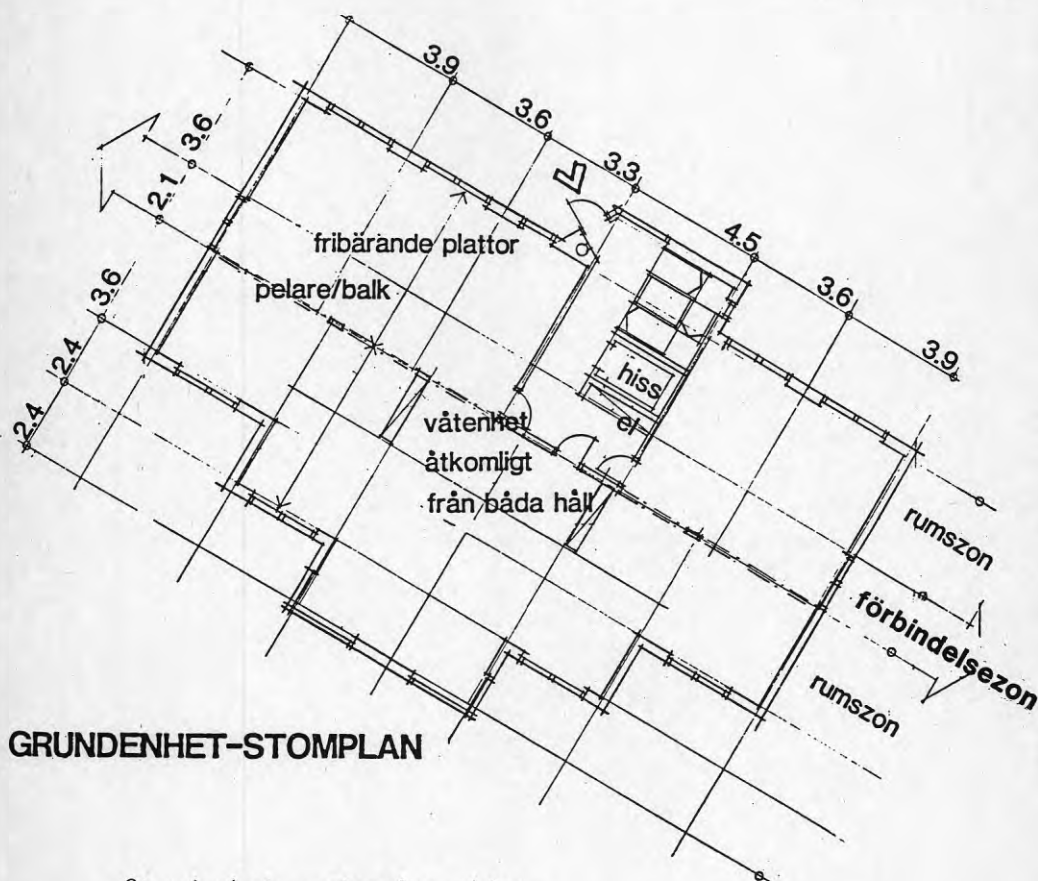 3.9
3.6
3.3
4.5
3.6
3.9
3.6
2.1
3.6
2.4
2.4
fribärande plattor
pelare/balk
hiss
el
våtenhet
åtkomligt
från båda håll
rumszon
förbindelsezon
rumszon
GRUNDENHET-STOMPLAN